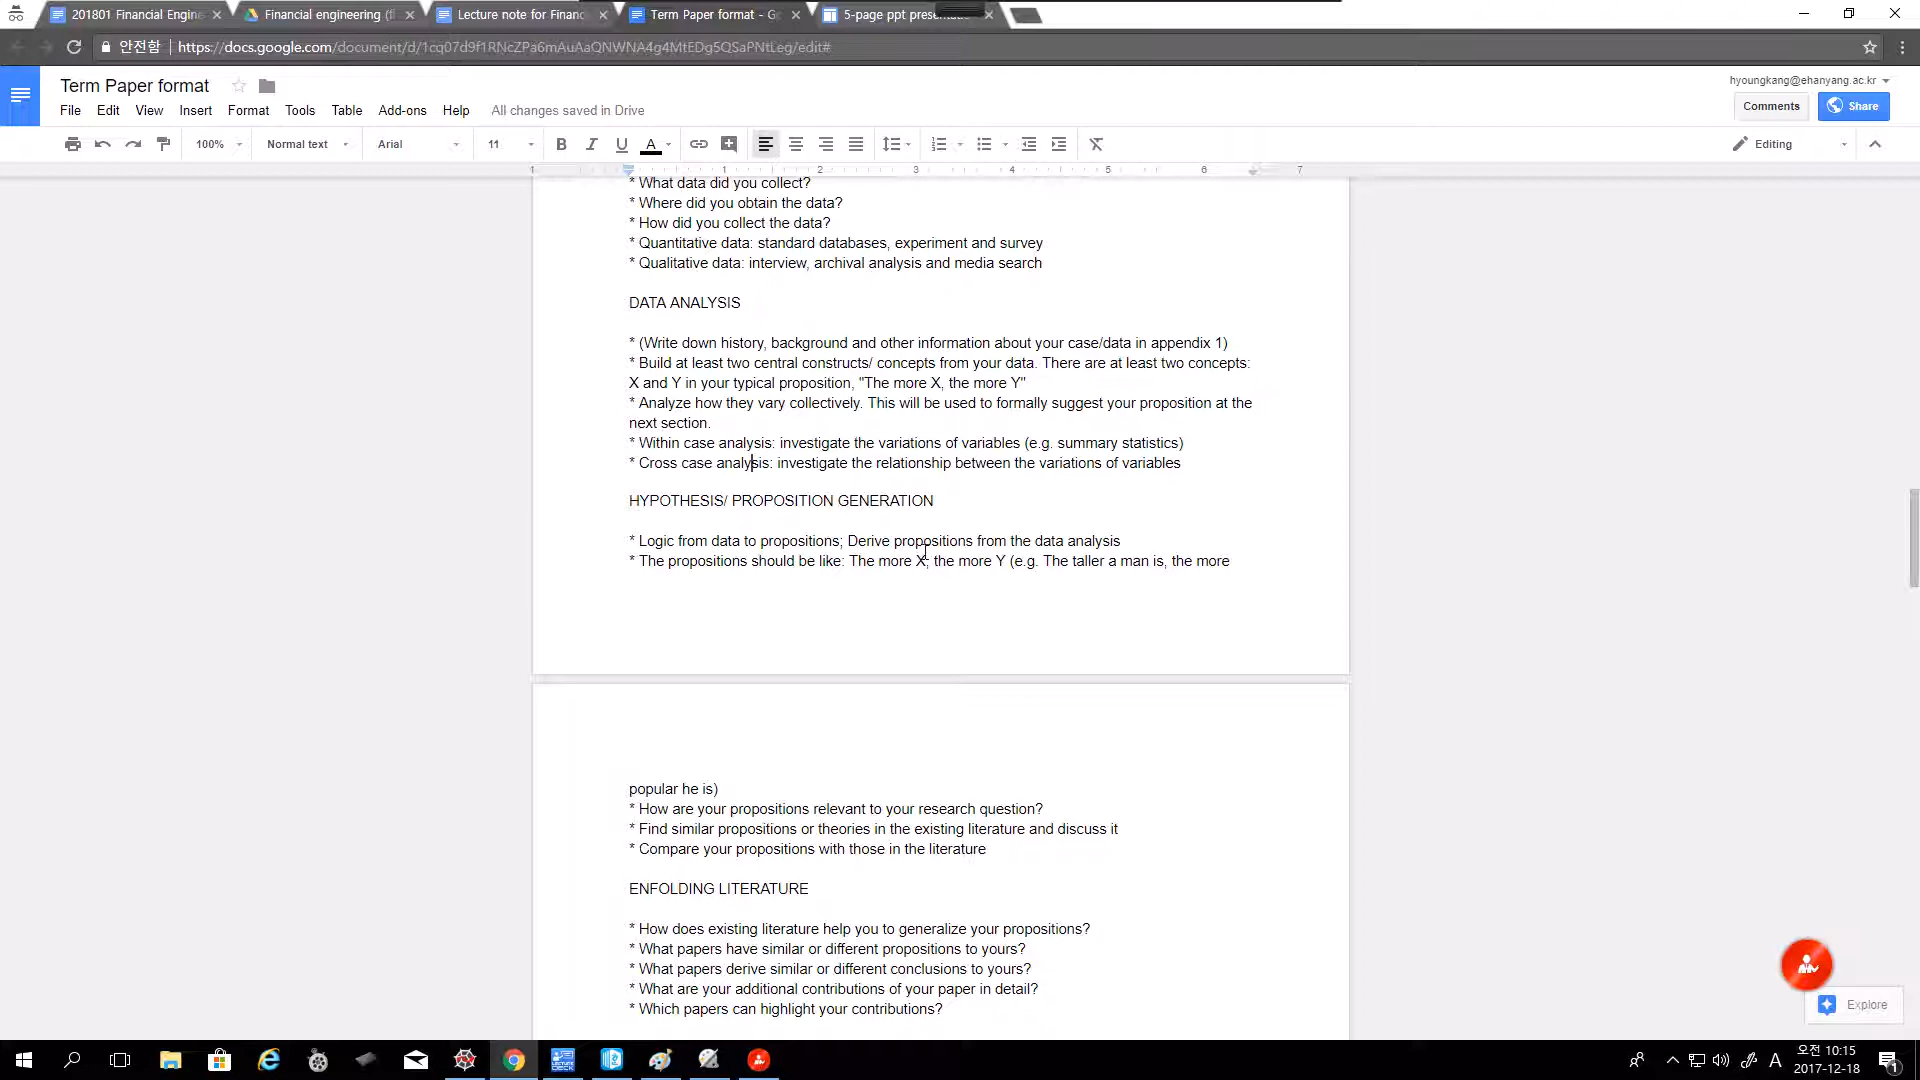 201801 Financial Engine
Financial engineering (f
Lecture note for Financ
Term Paper format - Go
5-page ppt present
안전함
https://docs.google.com/document/d/1cq07d9f1RNcZPa6mAuAaQNWNA4g4MtEDg5QSaPNtLeg/edit#
Term Paper format
hyoungkang@ehanyang.ac.kr
File Edit View Insert Format Tools Table Add-ons Help All changes saved in Drive
Comments
Share
100% Normal text Arial 11 B I U A Editing
1 1 2 3 4 5 6 7
* What data did you collect?
* Where did you obtain the data?
* How did you collect the data?
* Quantitative data: standard databases, experiment and survey
* Qualitative data: interview, archival analysis and media search
DATA ANALYSIS
* (Write down history, background and other information about your case/data in appendix 1)
* Build at least two central constructs/ concepts from your data. There are at least two concepts:
X and Y in your typical proposition, "The more X, the more Y"
* Analyze how they vary collectively. This will be used to formally suggest your proposition at the
next section.
* Within case analysis: investigate the variations of variables (e.g. summary statistics)
* Cross case analysis: investigate the relationship between the variations of variables
HYPOTHESIS/ PROPOSITION GENERATION
* Logic from data to propositions; Derive propositions from the data analysis
* The propositions should be like: The more X, the more Y (e.g. The taller a man is, the more
popular he is)
* How are your propositions relevant to your research question?
* Find similar propositions or theories in the existing literature and discuss it
* Compare your propositions with those in the literature
ENFOLDING LITERATURE
* How does existing literature help you to generalize your propositions?
* What papers have similar or different propositions to yours?
* What papers derive similar or different conclusions to yours?
* What are your additional contributions of your paper in detail?
* Which papers can highlight your contributions?
Explore
A
오전 10:15
2017-12-18
1